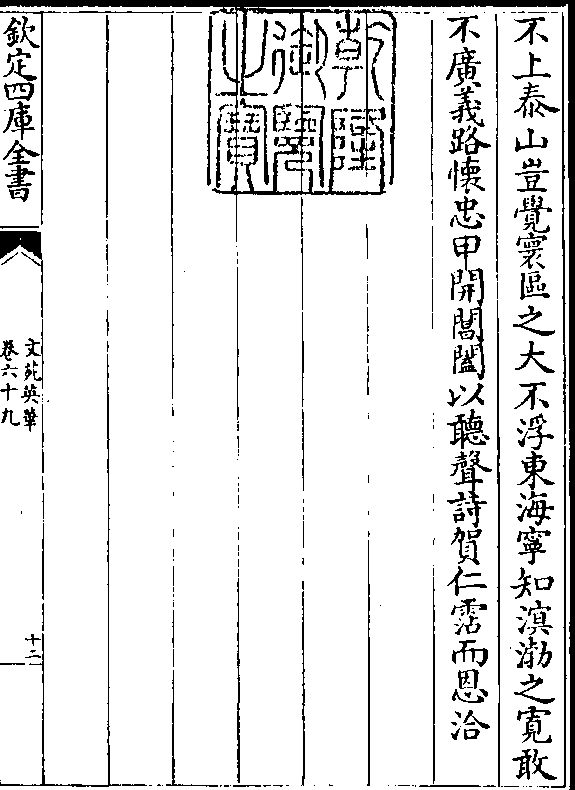 不上泰山豈覺寰區之大不浮東海寧知溟渤之寛敢
不廣義路懐忠甲開閶闔以聽聲詩賀仁霑而恩洽
乾隆御覽之寶
欽定四庫全書
文苑英華
卷六十九
十二